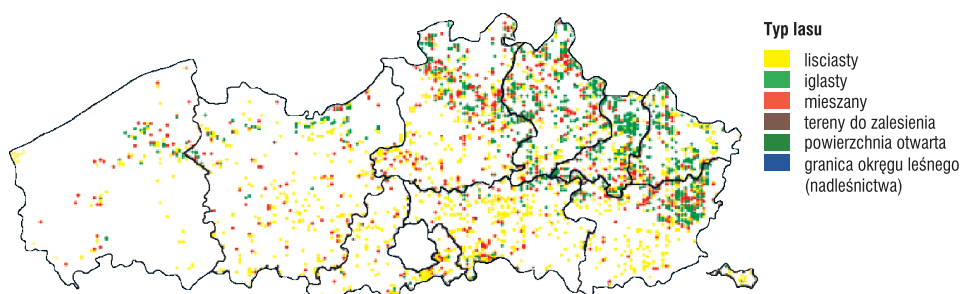 Typ lasu
lisciasty
iglasty
mieszany
tereny do zalesienia
powierzchnia otwarta
granica okręgu leśnego
(nadleśnictwa)